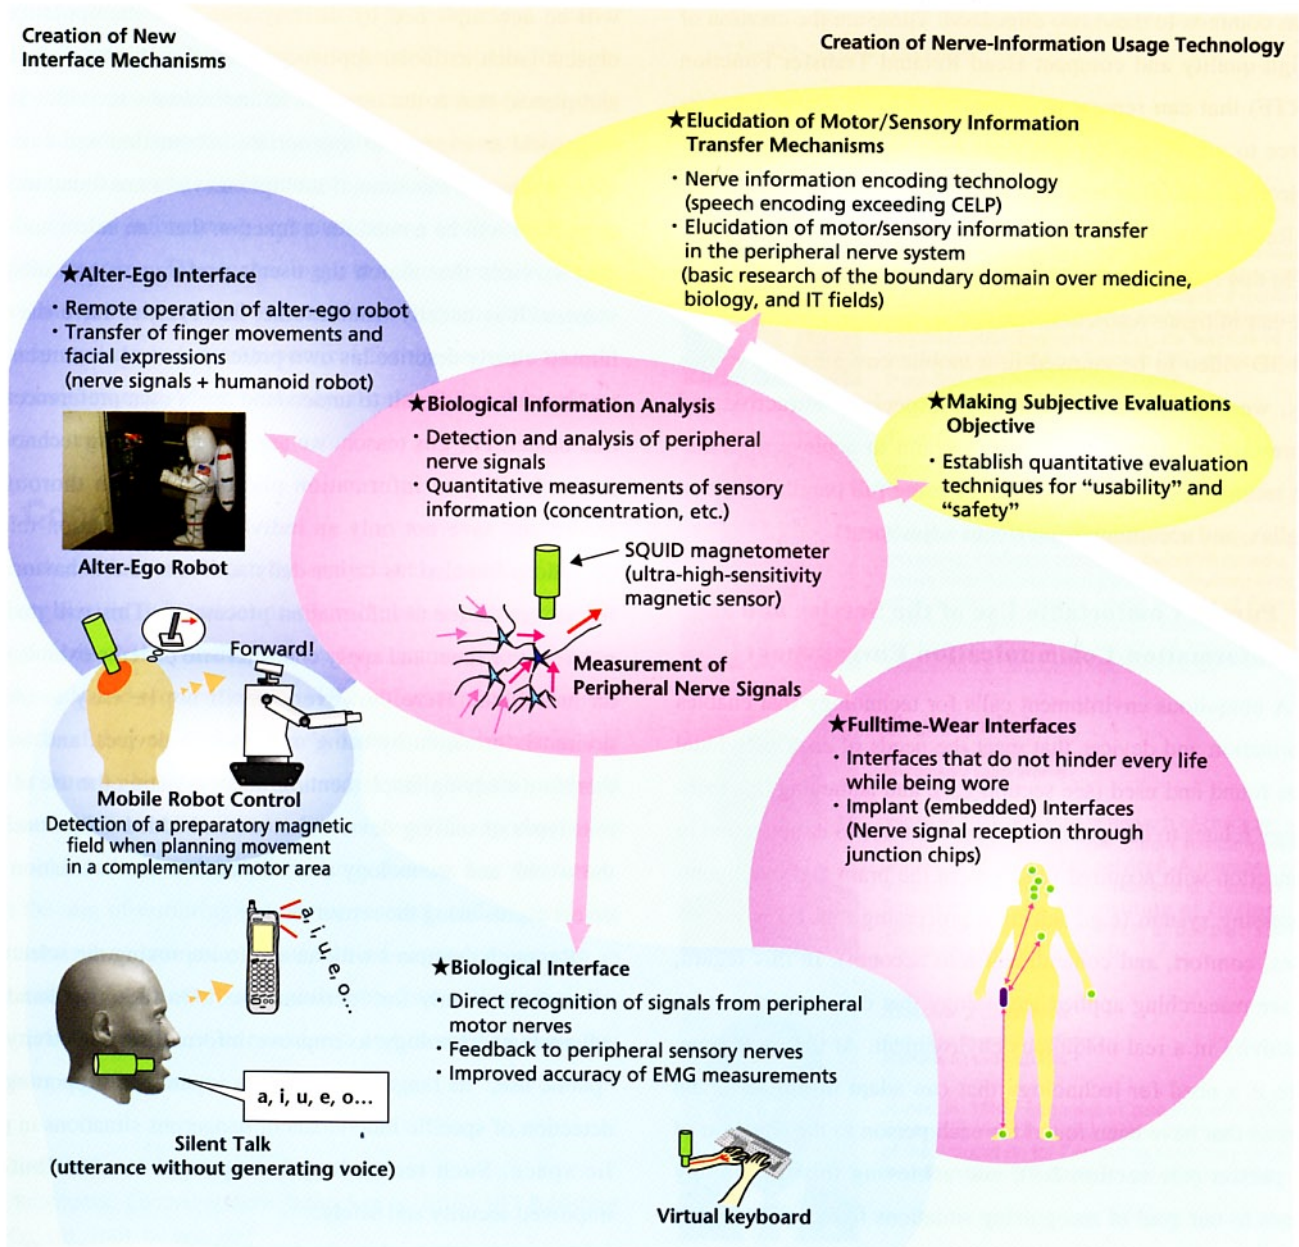 Creation of New
Interface Mechanisms
Creation of Nerve-Information Usage Technology
★Elucidation of Motor/Sensory Information
Transfer Mechanisms
・Nerve information encoding technology
(speech encoding exceeding CELP)
・Elucidation of motor/sensory information transfer
in the peripheral nerve system
(basic research of the boundary domain over medicine,
biology, and IT fields)
★Alter-Ego Interface
・Remote operation of alter-ego robot
・Transfer of finger movements and
facial expressions
(nerve signals + humanoid robot)
Alter-Ego Robot
★Biological Information Analysis
・Detection and analysis of peripheral
nerve signals
・Quantitative measurements of sensory
information (concentration, etc.)
SQUID magnetometer
(ultra-high-sensitivity
magnetic sensor)
Measurement of
Peripheral Nerve Signals
★Making Subjective Evaluations
Objective
・Establish quantitative evaluation
techniques for “usability” and
“safety”
Forward!
Mobile Robot Control
Detection of a preparatory magnetic
field when planning movement
in a complementary motor area
★Fulltime-Wear Interfaces
・Interfaces that do not hinder every life
while being wore
・Implant (embedded) Interfaces
(Nerve signal reception through
junction chips)
a, i, u, e, o...
★Biological Interface
・Direct recognition of signals from peripheral
motor nerves
・Feedback to peripheral sensory nerves
・Improved accuracy of EMG measurements
a, i, u, e, o...
Silent Talk
(utterance without generating voice)
Virtual keyboard